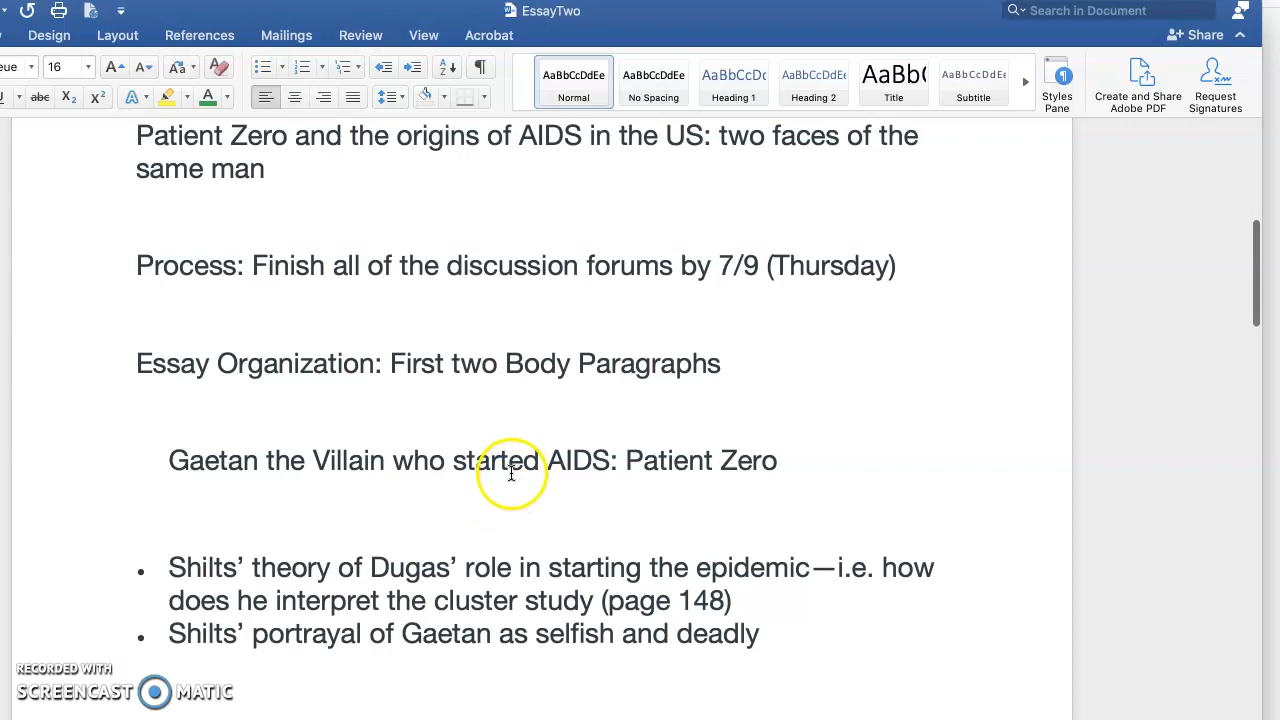 EssayTwo
Search in Document
Design Layout References Mailings Review View Acrobat
Share
16
AaBbCcDdEe AaBbCcDdEe AaBbCcDc AaBbCcDdEe AaBb( AaBbCcDdEe
Normal No Spacing Heading 1 Heading 2 Title Subtitle
Styles Pane
Create and Share Adobe PDF
Request Signatures
Patient Zero and the origins of AIDS in the US: two faces of the
same man
Process: Finish all of the discussion forums by 7/9 (Thursday)
Essay Organization: First two Body Paragraphs
Gaetan the Villain who started AIDS: Patient Zero
• Shilts’ theory of Dugas’ role in starting the epidemic—i.e. how
does he interpret the cluster study (page 148)
• Shilts’ portrayal of Gaetan as selfish and deadly
RECORDED WITH
SCREENCAST MATIC